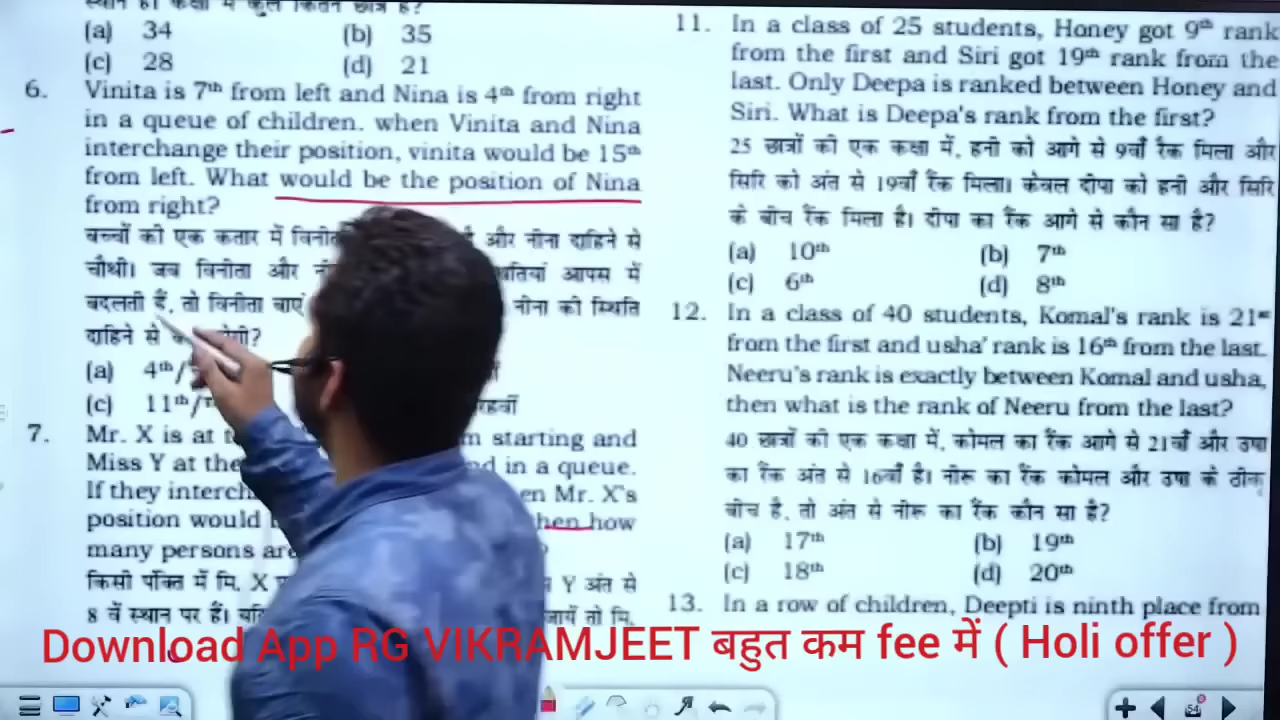 स्थान है। कक्षा में कुल कितने छात्र हैं?
(a) 34 (b) 35
(c) 28 (d) 21
6. Vinita is 7th from left and Nina is 4th from right
in a queue of children. when Vinita and Nina
interchange their position, vinita would be 15th
from left. What would be the position of Nina
from right?
बच्चों की एक कतार में और नीना दाहिने से
चौथी। जब विनीता और आपस में
बदलती हैं, तो विनीता बाएं नीना की स्थिति
दाहिने से
(a) 4th/
(c) 11th/
7. Mr. X is at starting and
Miss Y at the in a queue.
If they Mr. X's
position would then how
many persons are
किसी पंक्ति में मि. X Y अंत से
8 वें स्थान पर हैं। जायें तो मि.
11. In a class of 25 students, Honey got 9th rank
from the first and Siri got 19th rank from the
last. Only Deepa is ranked between Honey and
Siri. What is Deepa's rank from the first?
25 छात्रों की एक कक्षा में, हनी को आगे से 9वाँ रैंक मिला और
सिरि को अंत से 19वाँ रैंक मिला। केवल दीपा को हनी और सिरि
के बीच रैंक मिला है। दीपा का रैंक आगे से कौन सा है?
(a) 10th (b) 7th
(c) 6th (d) 8th
12. In a class of 40 students, Komal's rank is 21st
from the first and usha' rank is 16th from the last.
Neeru's rank is exactly between Komal and usha,
then what is the rank of Neeru from the last?
40 छात्रों की एक कक्षा में, कोमल का रैंक आगे से 21वाँ और उषा
का रैंक अंत से 16वाँ है। नीरू का रैंक कोमल और उषा के ठीक
बीच है, तो अंत से नीरू का रैंक कौन सा है?
(a) 17th (b) 19th
(c) 18th (d) 20th
13. In a row of children, Deepti is ninth place from
Download App RG VIKRAMJEET बहुत कम fee में ( Holi offer )
54